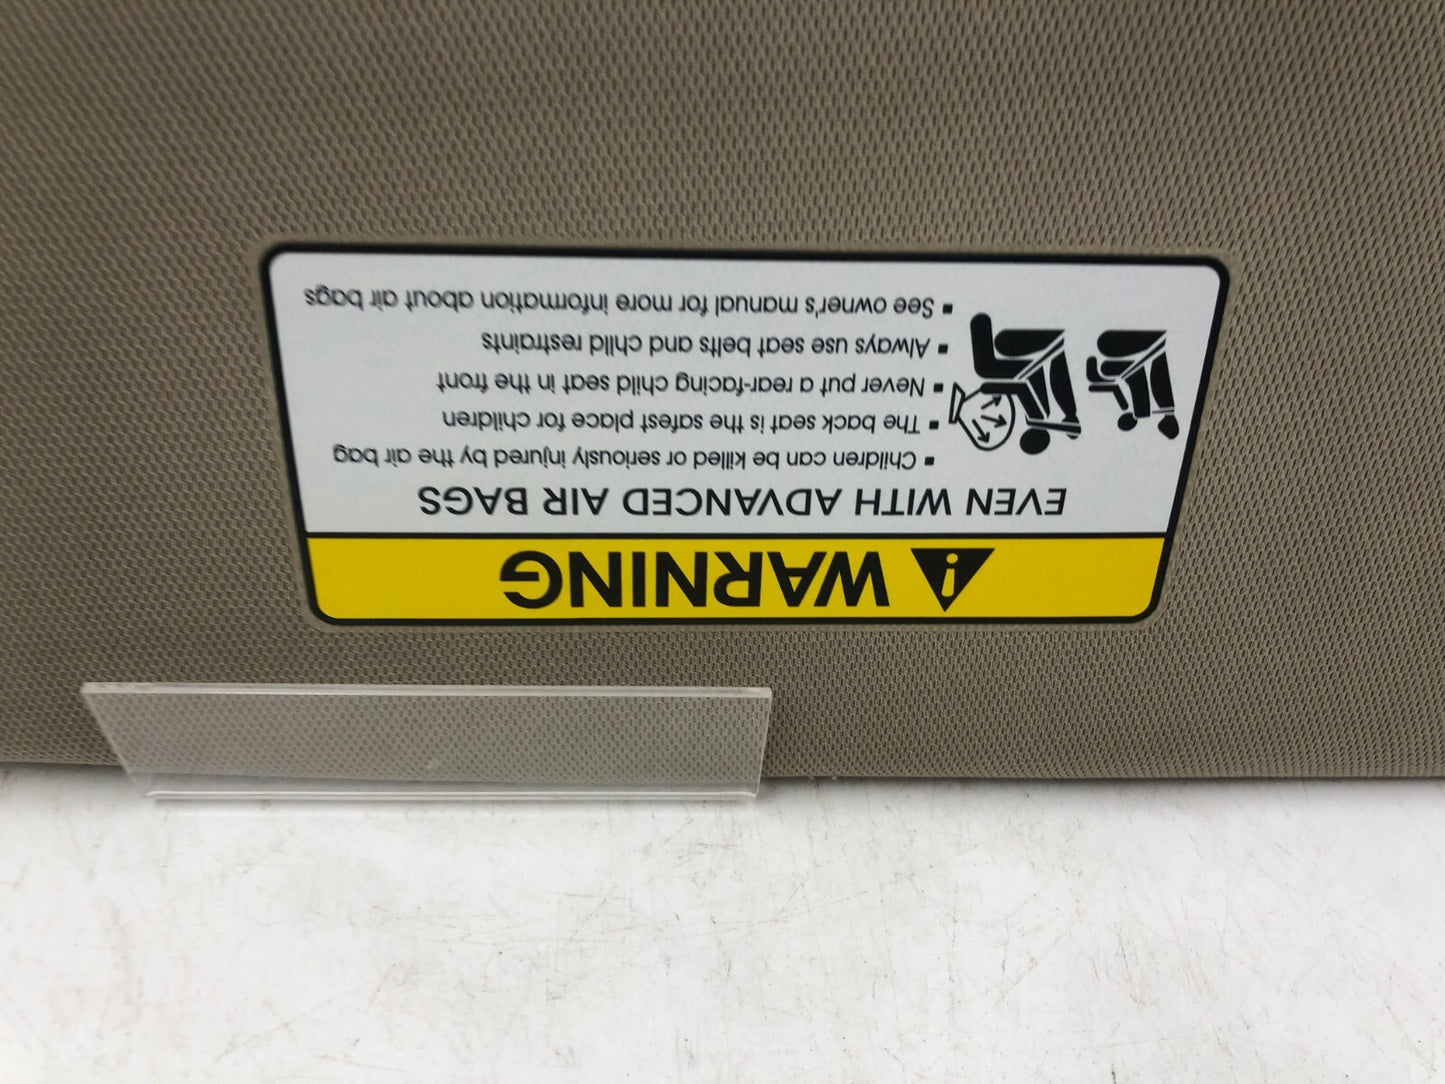 WARNING
EVEN WITH ADVANCED AIR BAGS
▪ Children can be killed or seriously injured by the air bag
▪ The back seat is the safest place for children
▪ Never put a rear-facing child seat in the front
▪ Always use seat belts and child restraints
▪ See owner's manual for more information about air bags